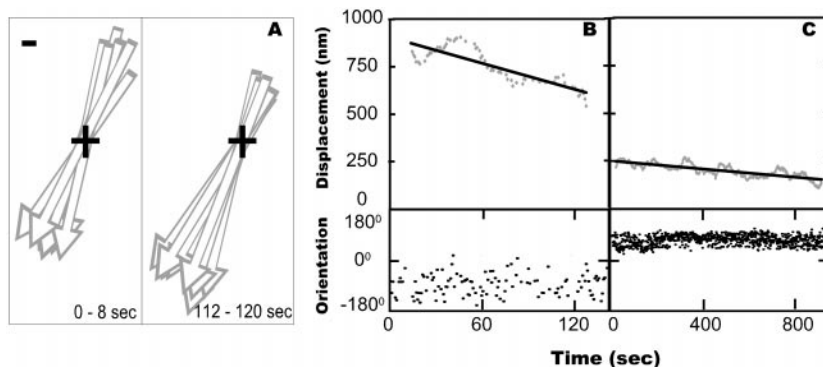 A
0 - 8 sec
112 - 120 sec
B
C
Displacement (nm)
1000
750
500
250
0
Orientation
180⁰
0⁰
-180⁰
0
60
120
0
400
800
Time (sec)